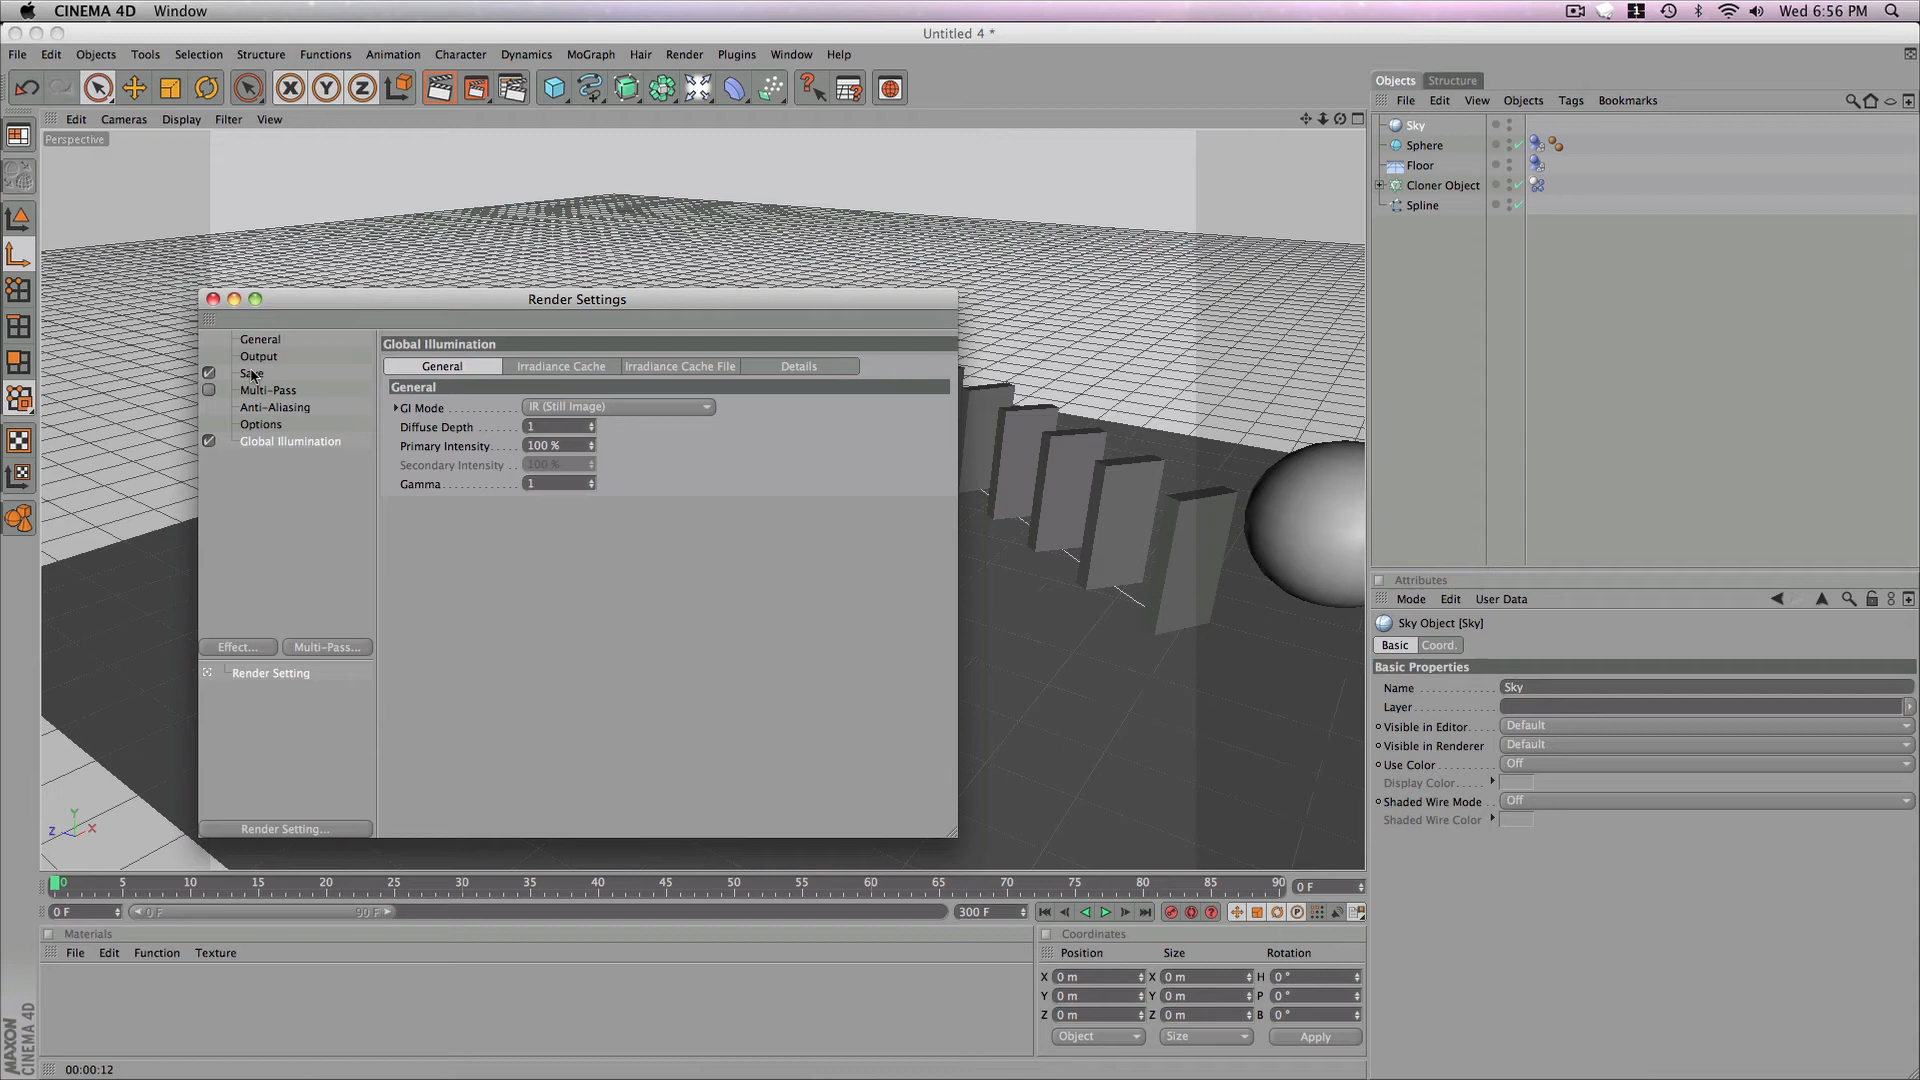 CINEMA 4D Window
Wed 6:56 PM
Untitled 4 *
File Edit Objects Tools Selection Structure Functions Animation Character Dynamics MoGraph Hair Render Plugins Window Help
Objects Structure
File Edit View Objects Tags Bookmarks
Edit Cameras Display Filter View
Perspective
Sky
Sphere
Floor
Cloner Object
Spline
Render Settings
General
Output
Save
Multi-Pass
Anti-Aliasing
Options
Global Illumination
Effect... Multi-Pass...
Render Setting
Render Setting...
Global Illumination
General Irradiance Cache Irradiance Cache File Details
General
GI Mode IR (Still Image)
Diffuse Depth 1
Primary Intensity 100 %
Secondary Intensity 100 %
Gamma 1
Attributes
Mode Edit User Data
Sky Object [Sky]
Basic Coord.
Basic Properties
Name Sky
Layer
Visible in Editor Default
Visible in Renderer Default
Use Color Off
Display Color
Shaded Wire Mode Off
Shaded Wire Color
Y
Z X
0 5 10 15 20 25 30 35 40 45 50 55 60 65 70 75 80 85 90 0 F
0 F 0 F 90 F 300 F
Materials
File Edit Function Texture
Coordinates
Position Size Rotation
X 0 m X 0 m H 0 °
Y 0 m Y 0 m P 0 °
Z 0 m Z 0 m B 0 °
Object Size Apply
MAXON
CINEMA 4D
00:00:12